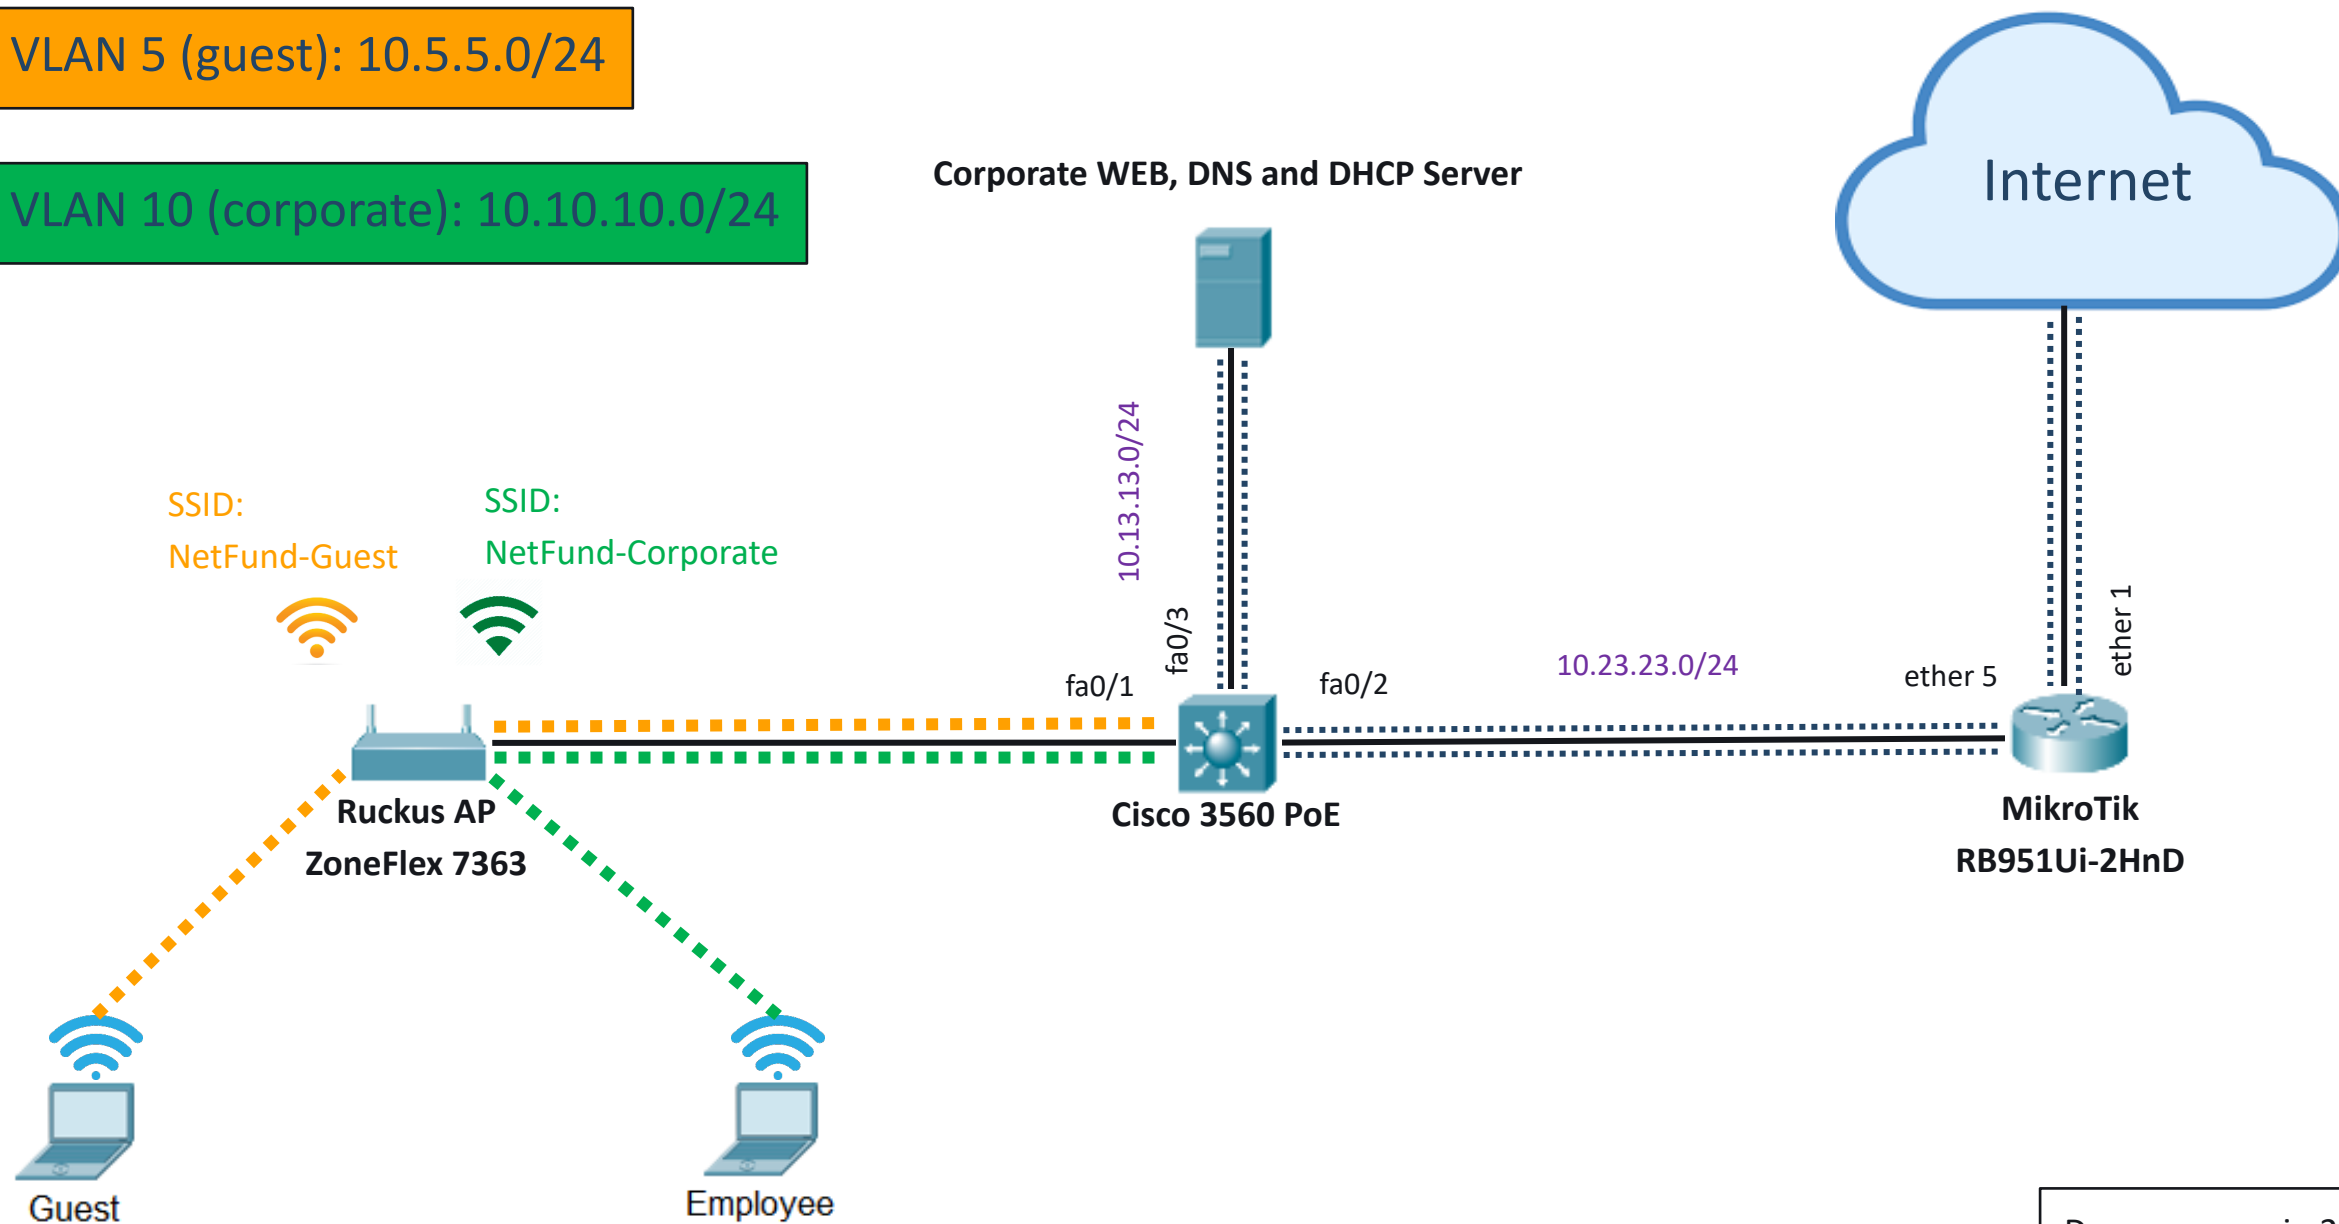 VLAN 5 (guest): 10.5.5.0/24
VLAN 10 (corporate): 10.10.10.0/24
Corporate WEB, DNS and DHCP Server
Internet
10.13.13.0/24
SSID:
NetFund-Guest
SSID:
NetFund-Corporate
fa0/1
fa0/3
fa0/2
10.23.23.0/24
ether 5
ether 1
Ruckus AP
ZoneFlex 7363
Cisco 3560 PoE
MikroTik
RB951Ui-2HnD
Guest
Employee